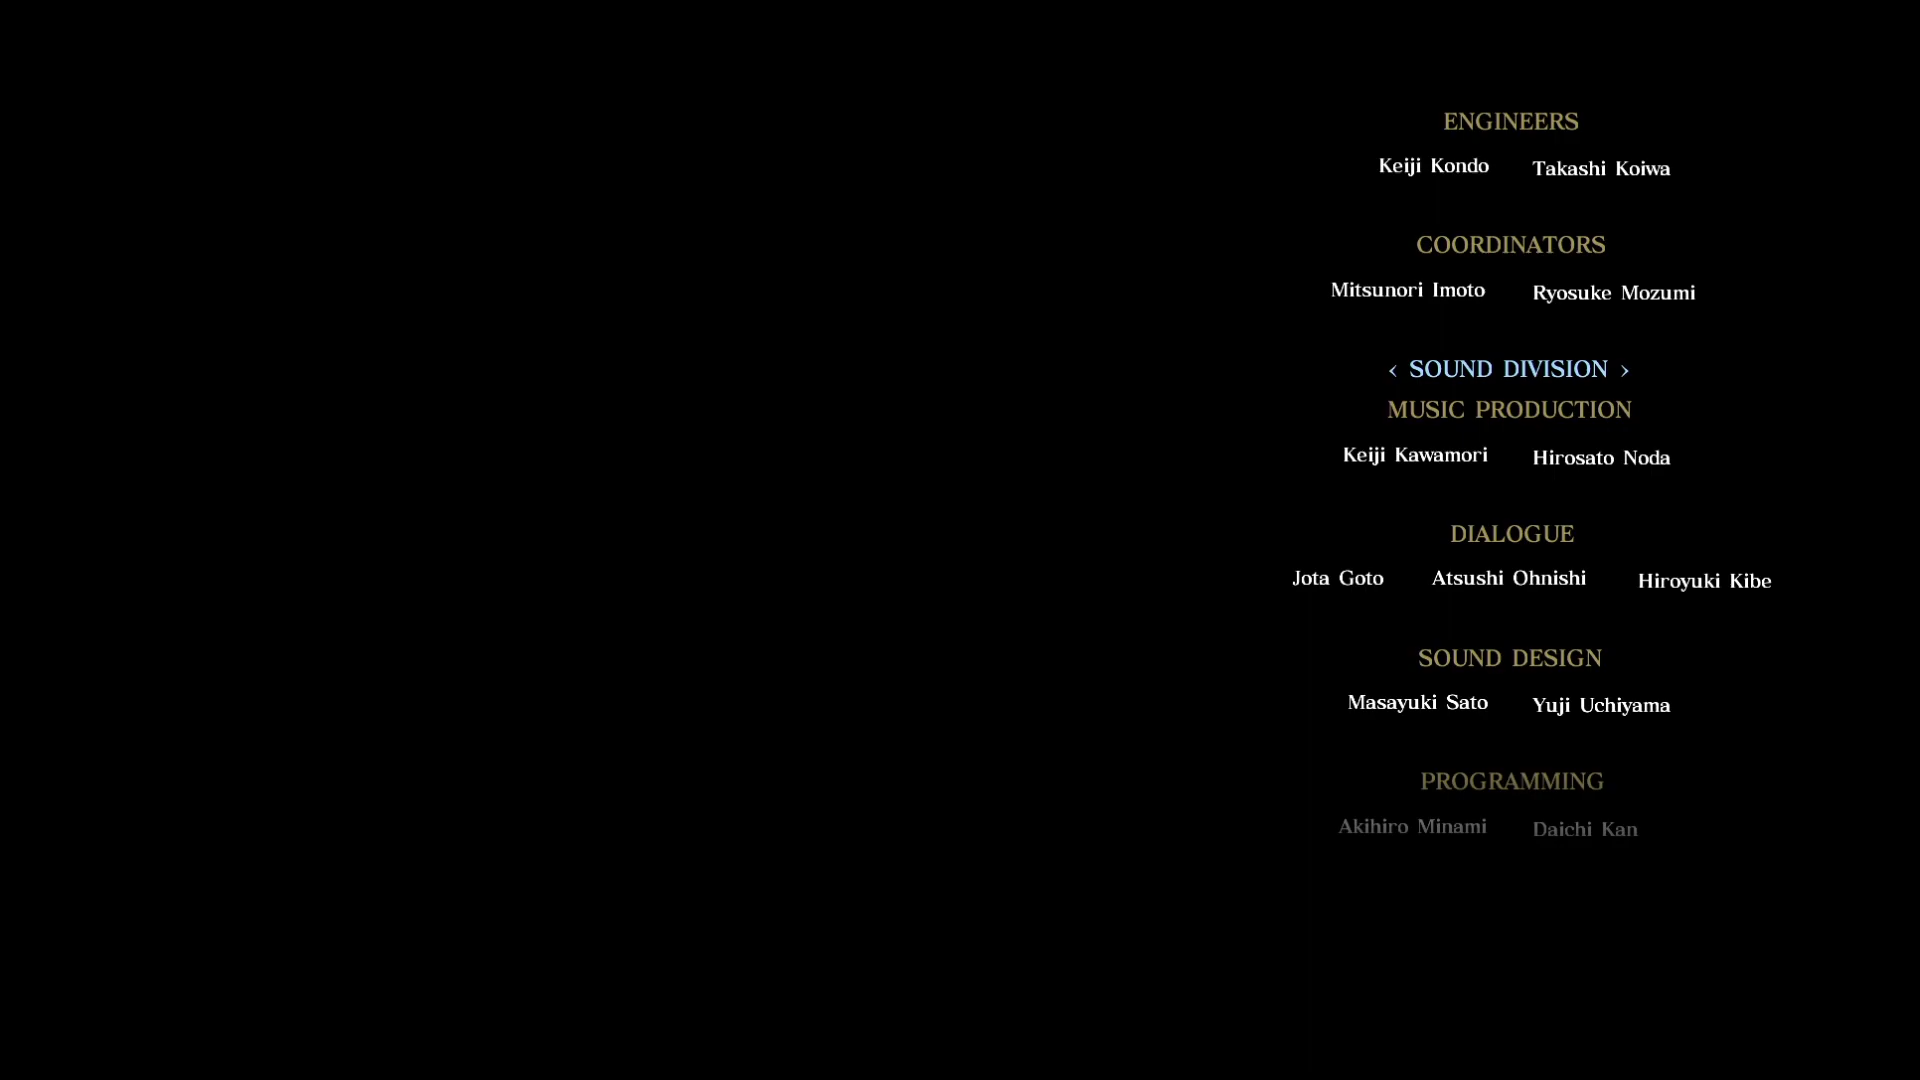 ENGINEERS
Keiji Kondo Takashi Koiwa
COORDINATORS
Mitsunori Imoto Ryosuke Mozumi
‹ SOUND DIVISION ›
MUSIC PRODUCTION
Keiji Kawamori Hirosato Noda
DIALOGUE
Jota Goto Atsushi Ohnishi Hiroyuki Kibe
SOUND DESIGN
Masayuki Sato Yuji Uchiyama
PROGRAMMING
Akihiro Minami Daichi Kan